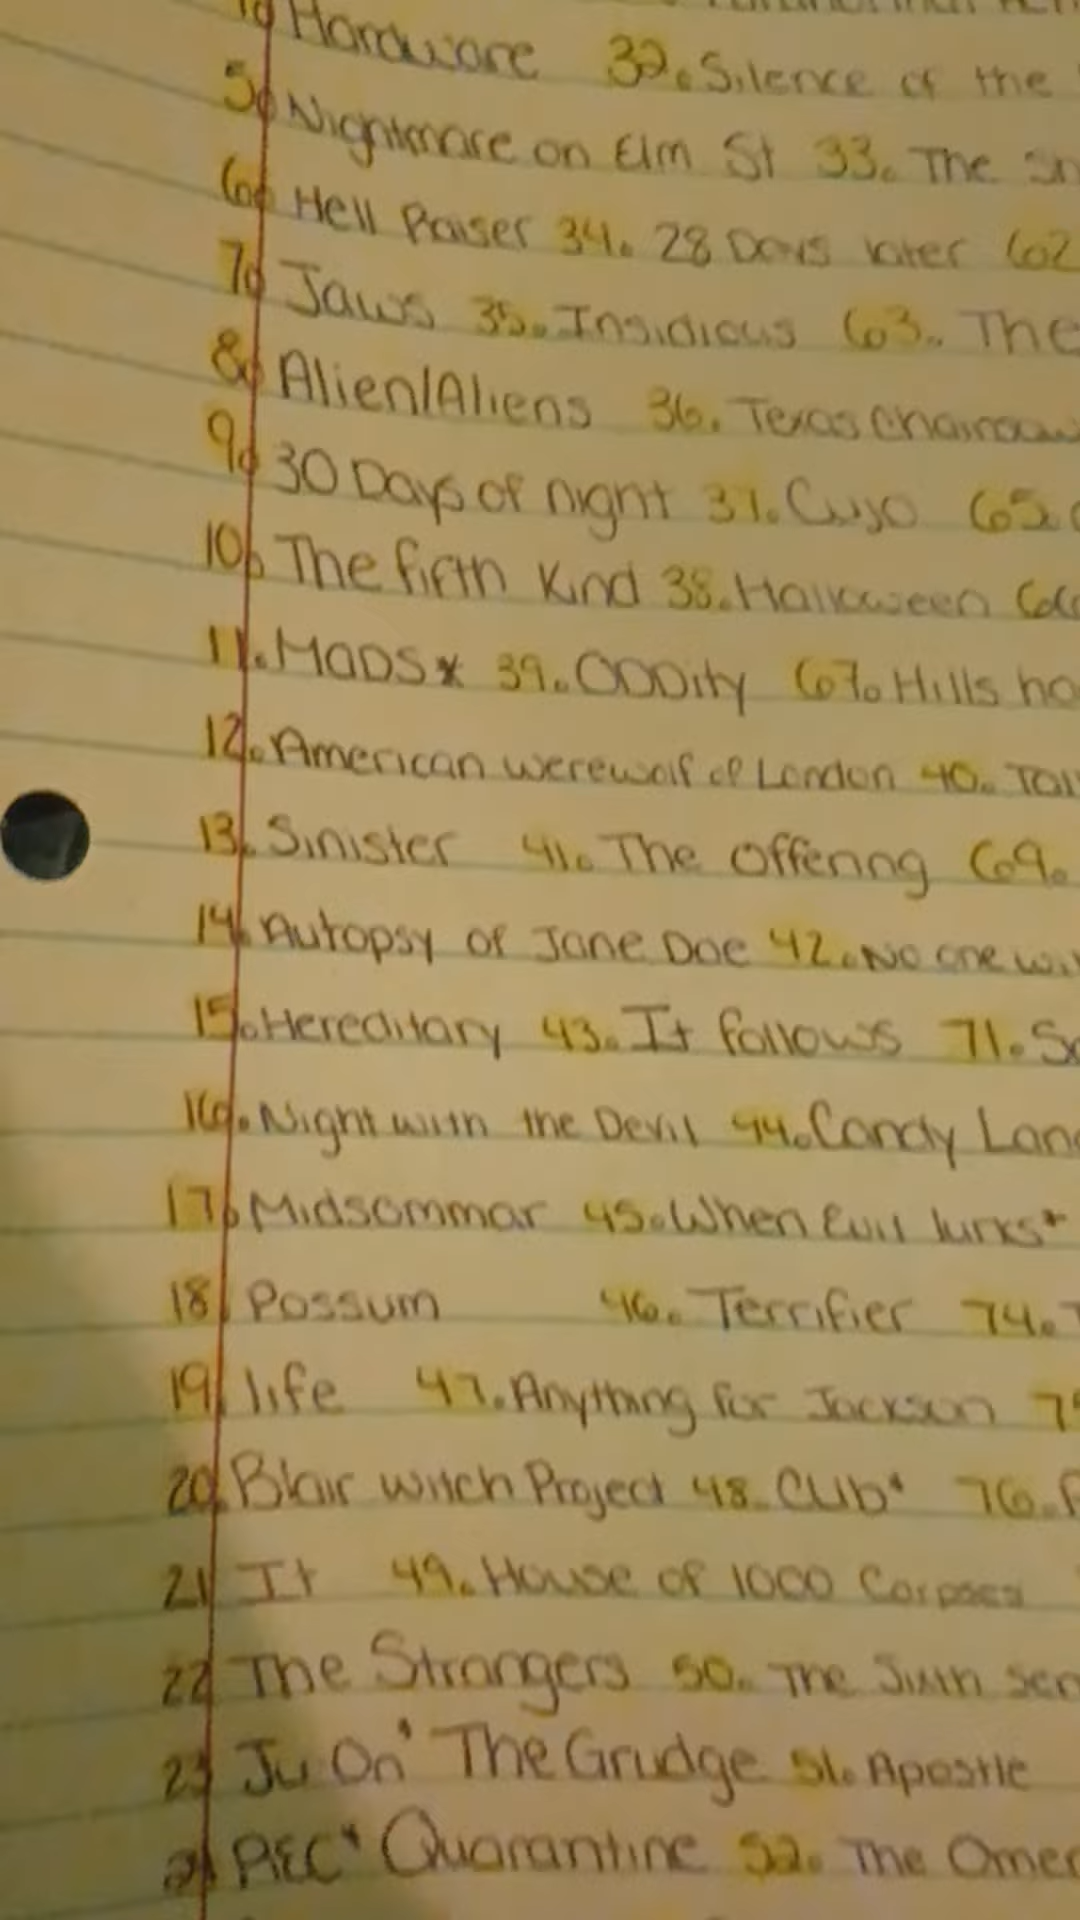 Hardware 32. Silence of the
5. Nightmare on Elm St 33. The
6. Hell Raiser 34. 28 Days later 62
7. Jaws 35. Insidious 63. The
8. Alien/Aliens 36. Texas
9. 30 Days of night 37. Cujo 65.
10. The fifth Kind 38. Halloween
11. MADS* 39. ODDity 67. Hills
12. American werewolf of London 40.
13. Sinister 41. The Offering 69.
14. Autopsy of Jane Doe 42. No one
15. Hereditary 43. It follows 71.
16. Night with the Devil 44. Candy
17. Midsommar 45. When Evil lurks*
18. Possum 46. Terrifier 74.
19. life 47. Anything for Jackson
20. Blair witch Project 48. Cub* 76.
21 It 49. House of 1000 Corpses
22 The Strangers 50. The Sixth
23 Ju On* The Grudge 51. Apostle
REC* Quarantine 52. The